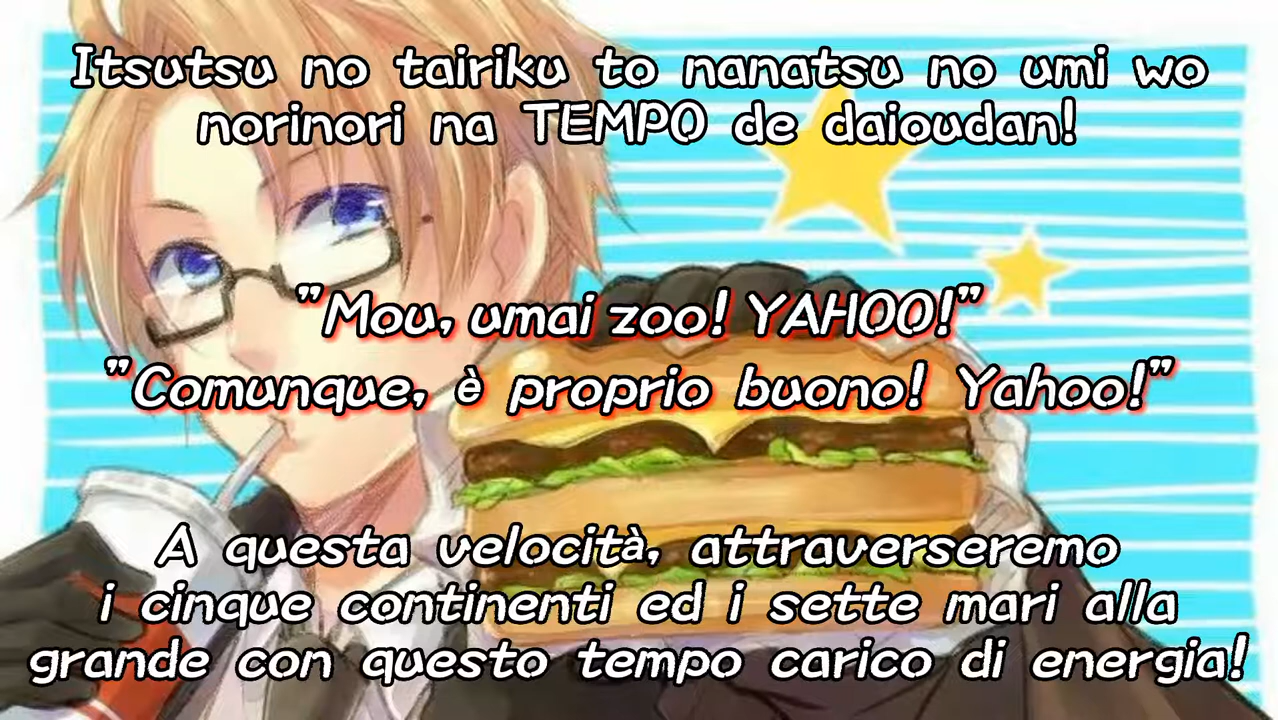 Itsutsu no tairiku to nanatsu no umi wo
norinori na TEMPO de daioudan!
"Mou, umai zoo! YAHOO!"
"Comunque, è proprio buono! Yahoo!"
A questa velocità, attraverseremo
i cinque continenti ed i sette mari alla
grande con questo tempo carico di energia!